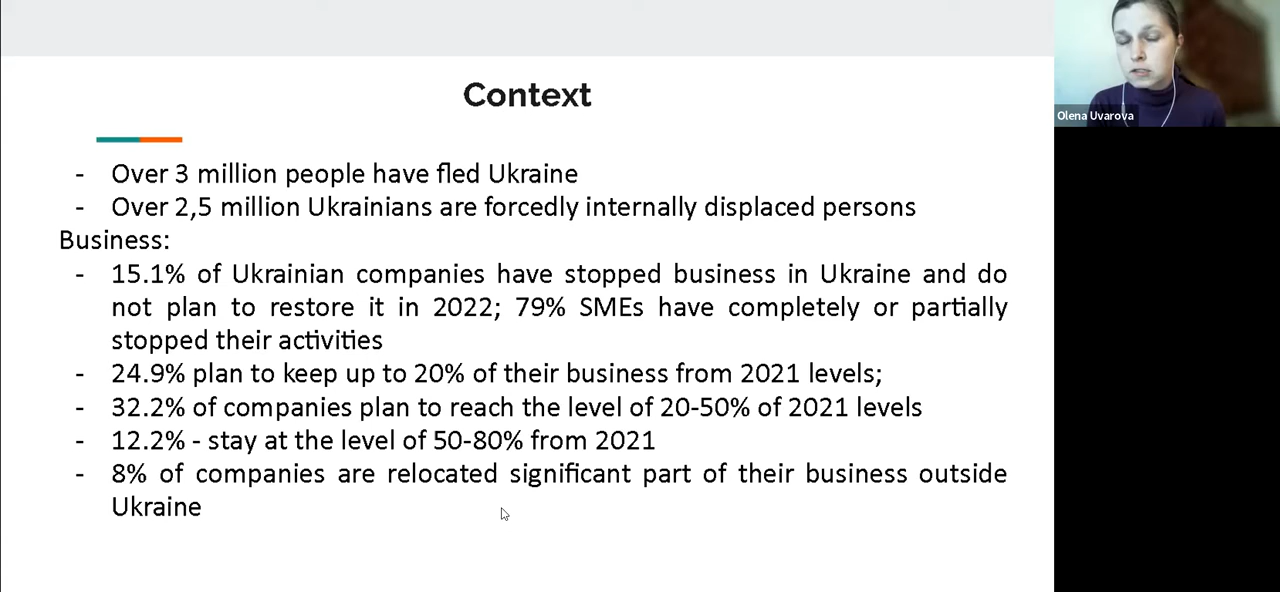 Context
- Over 3 million people have fled Ukraine
- Over 2,5 million Ukrainians are forcedly internally displaced persons
Business:
- 15.1% of Ukrainian companies have stopped business in Ukraine and do
not plan to restore it in 2022; 79% SMEs have completely or partially
stopped their activities
- 24.9% plan to keep up to 20% of their business from 2021 levels;
- 32.2% of companies plan to reach the level of 20-50% of 2021 levels
- 12.2% - stay at the level of 50-80% from 2021
- 8% of companies are relocated significant part of their business outside
Ukraine
Olena Uvarova